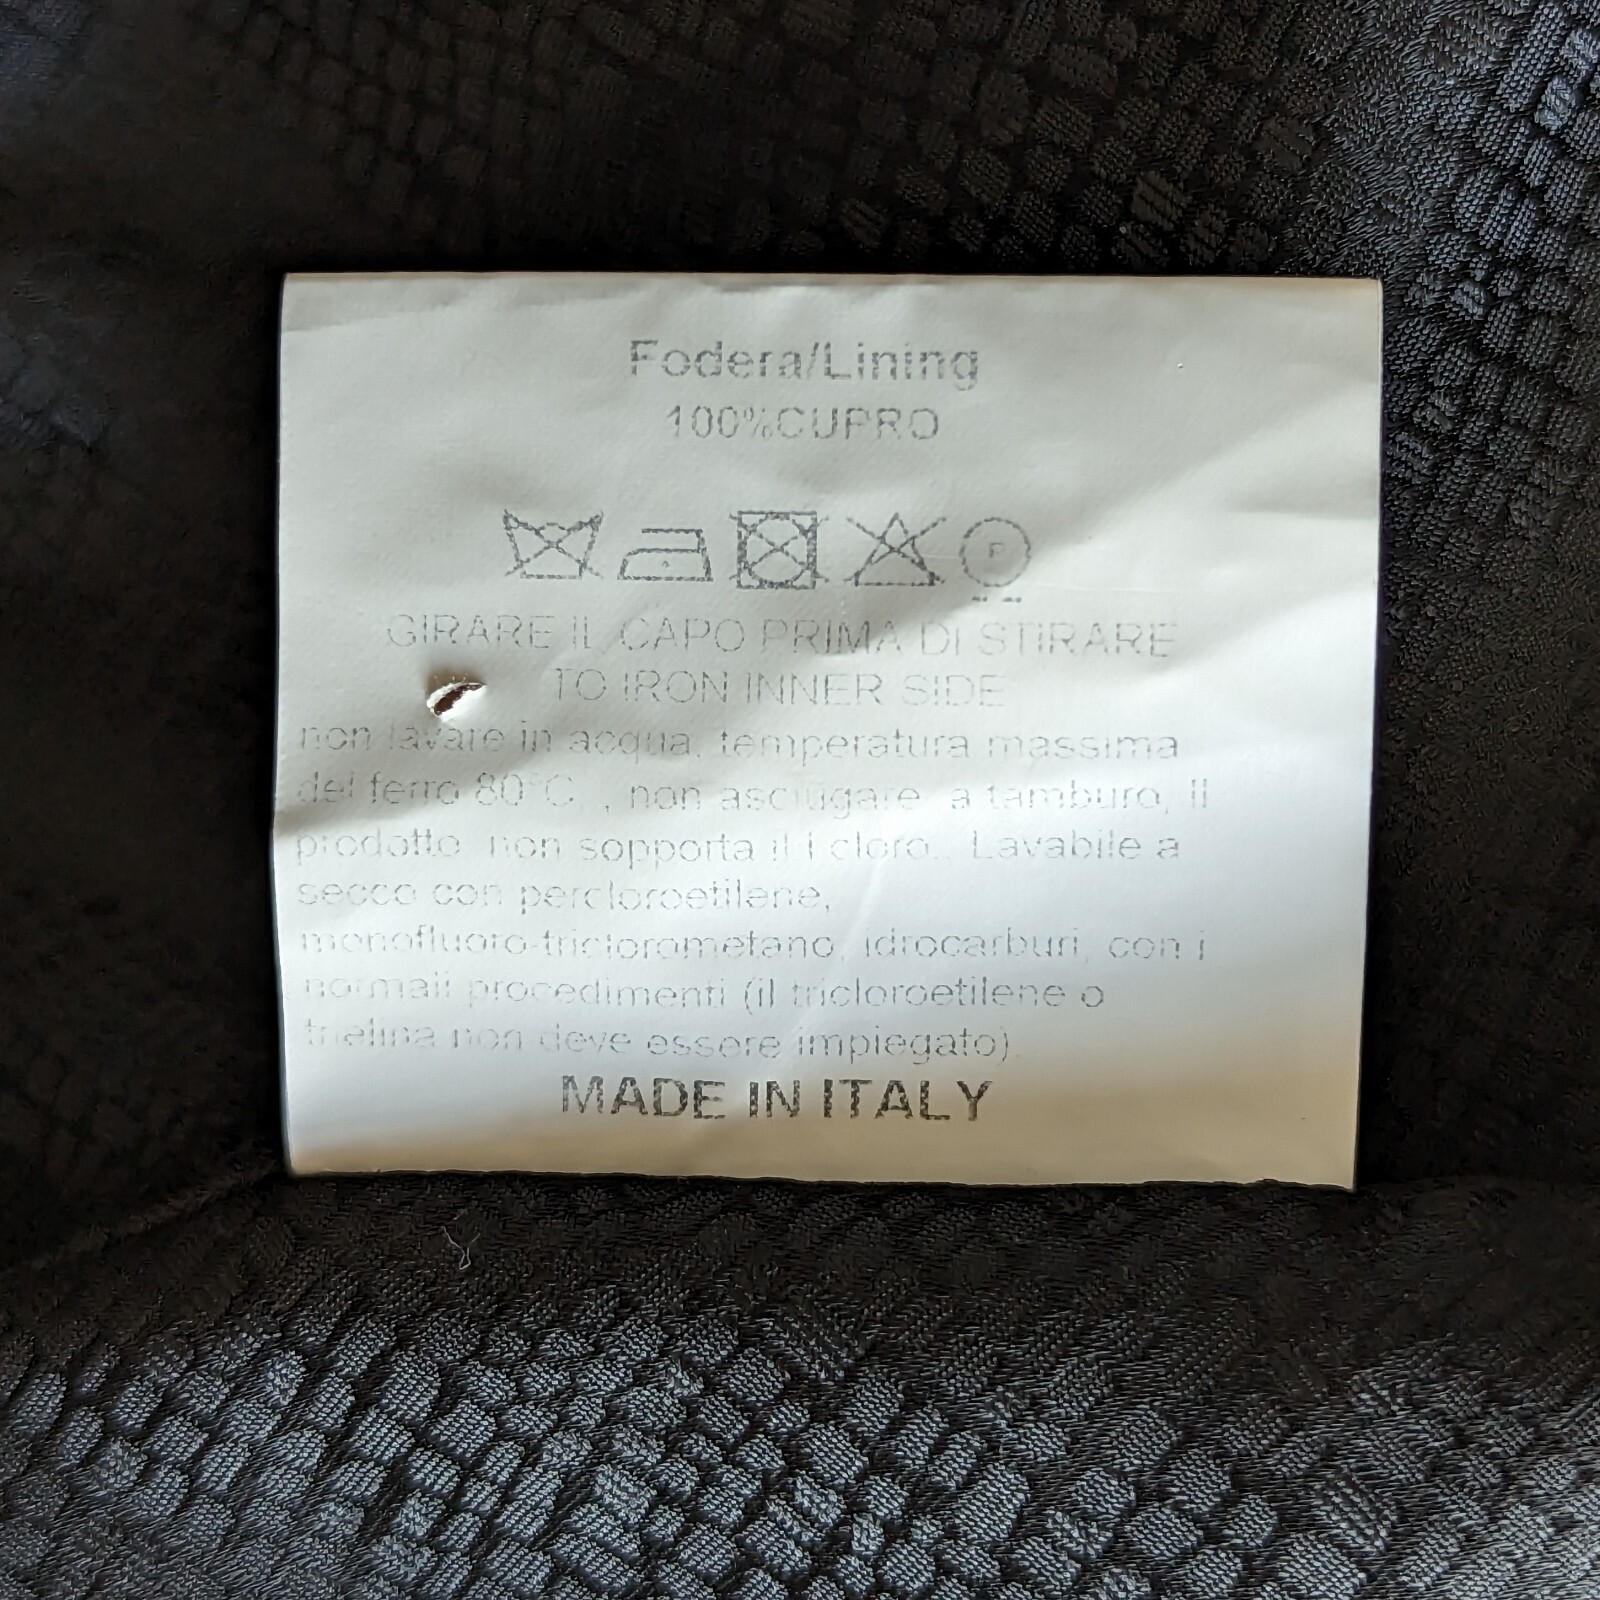 Fodera/Lining
100%CUPRO
P
GIRARE IL CAPO PRIMA DI STIRARE
TO IRON INNER SIDE
non lavare in acqua, temperatura massima
del ferro 80°C, , non asciugare a tamburo, Il
prodotto non sopporta il cloro., Lavabile a
secco con percloroetilene,
monofluoro-triclorometano, idrocarburi, con i
normali procedimenti (il tricloroetilene o
trielina non deve essere impiegato)
MADE IN ITALY